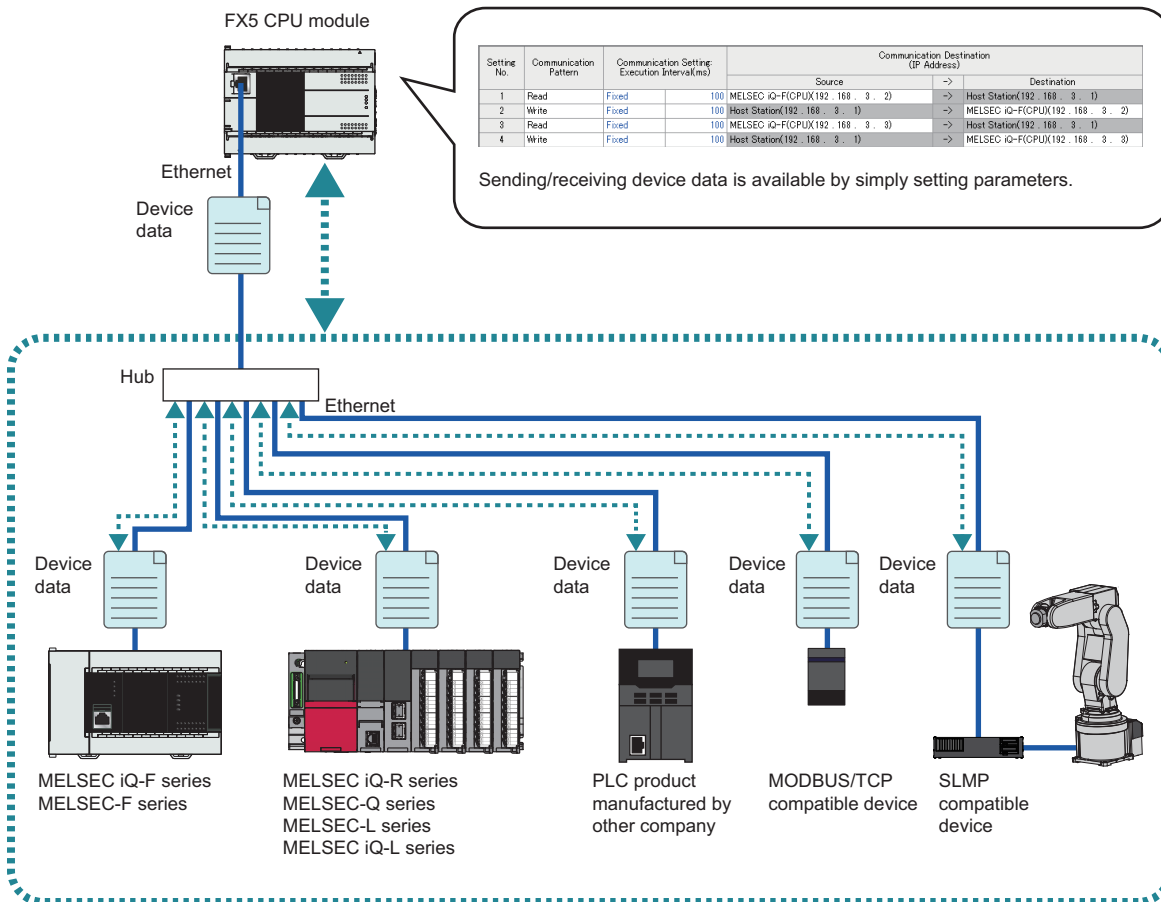 FX5 CPU module
Setting No.
Communication Pattern
Communication Setting: Execution Interval(ms)
Communication Destination
(IP Address)
Source -> Destination
1 Read Fixed 100 MELSEC iQ-F(CPU)(192 . 168 . 3 . 2) -> Host Station(192 . 168 . 3 . 1)
2 Write Fixed 100 Host Station(192 . 168 . 3 . 1) -> MELSEC iQ-F(CPU)(192 . 168 . 3 . 2)
3 Read Fixed 100 MELSEC iQ-F(CPU)(192 . 168 . 3 . 3) -> Host Station(192 . 168 . 3 . 1)
4 Write Fixed 100 Host Station(192 . 168 . 3 . 1) -> MELSEC iQ-F(CPU)(192 . 168 . 3 . 3)
Sending/receiving device data is available by simply setting parameters.
Ethernet
Device
data
Hub
Ethernet
Device
data
Device
data
Device
data
Device
data
Device
data
MELSEC iQ-F series
MELSEC-F series
MELSEC iQ-R series
MELSEC-Q series
MELSEC-L series
MELSEC iQ-L series
PLC product
manufactured by
other company
MODBUS/TCP
compatible device
SLMP
compatible
device